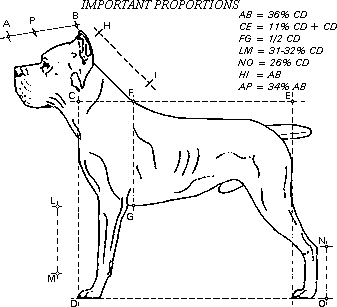 IMPORTANT PROPORTIONS
AB = 36% CD
CE = 11% CD + CD
FG = 1/2 CD
LM = 31-32% CD
NO = 26% CD
HI = AB
AP = 34% AB
A
P
B
H
I
C
F
E
L
G
M
N
D
O